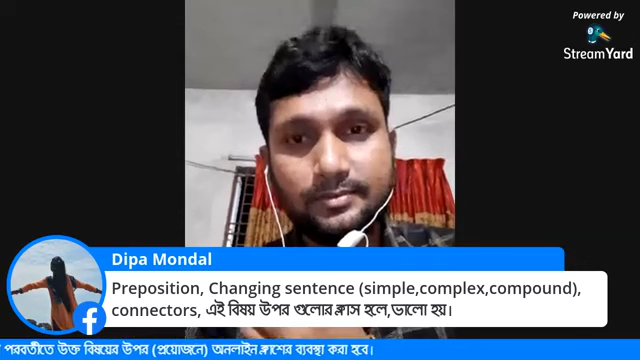 Powered by
StreamYard
Dipa Mondal
Preposition, Changing sentence (simple,complex,compound),
connectors, এই বিষয় উপর গুলোর ক্লাস হলে,ভালো হয়।
পরবর্তীতে উক্ত বিষয়ের উপর (প্রয়োজনে) অনলাইন ক্লাশের ব্যবস্থা করা হবে।